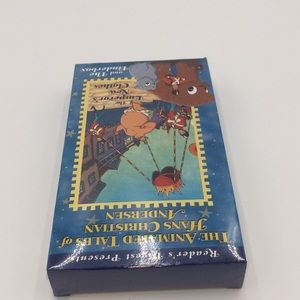 Reader's Digest Presents
THE ANIMATED TALES of
HANS CHRISTIAN
ANDERSEN
The
Emperor's
New
Clothes
and The
Tinderbox